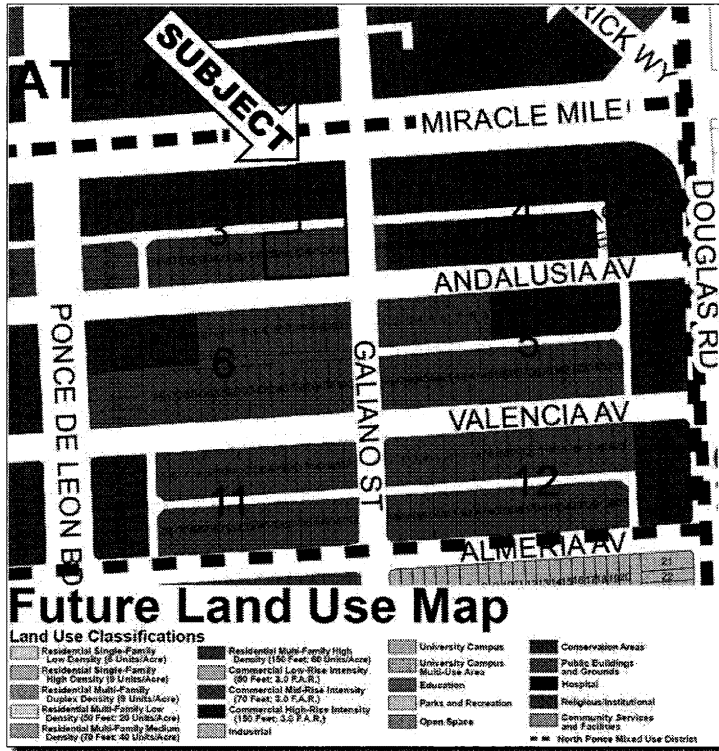 RICK WY
ATE
SUBJECT
MIRACLE MILE
DOUGLAS RD
3
4
ANDALUSIA AV
PONCE DE LEON BD
GALIANO ST
6
5
VALENCIA AV
11
12
ALMERIA AV
21
22
Future Land Use Map
Land Use Classifications
Residential Single-Family
Low Density (6 Units/Acre)
Residential Single-Family
High Density (9 Units/Acre)
Residential Multi-Family
Duplex Density (9 Units/Acre)
Residential Multi-Family Low
Density (50 Feet; 20 Units/Acre)
Residential Multi-Family Medium
Density (70 Feet; 40 Units/Acre)
Residential Multi-Family High
Density (150 Feet; 60 Units/Acre)
Commercial Low-Rise Intensity
(50 Feet; 3.0 F.A.R.)
Commercial Mid-Rise Intensity
(70 Feet; 3.0 F.A.R.)
Commercial High-Rise Intensity
(150 Feet; 3.0 F.A.R.)
Industrial
University Campus
University Campus
Multi-Use Area
Education
Parks and Recreation
Open Space
Conservation Areas
Public Buildings
and Grounds
Hospital
Religious/Institutional
Community Services
and Facilities
North Ponce Mixed Use District